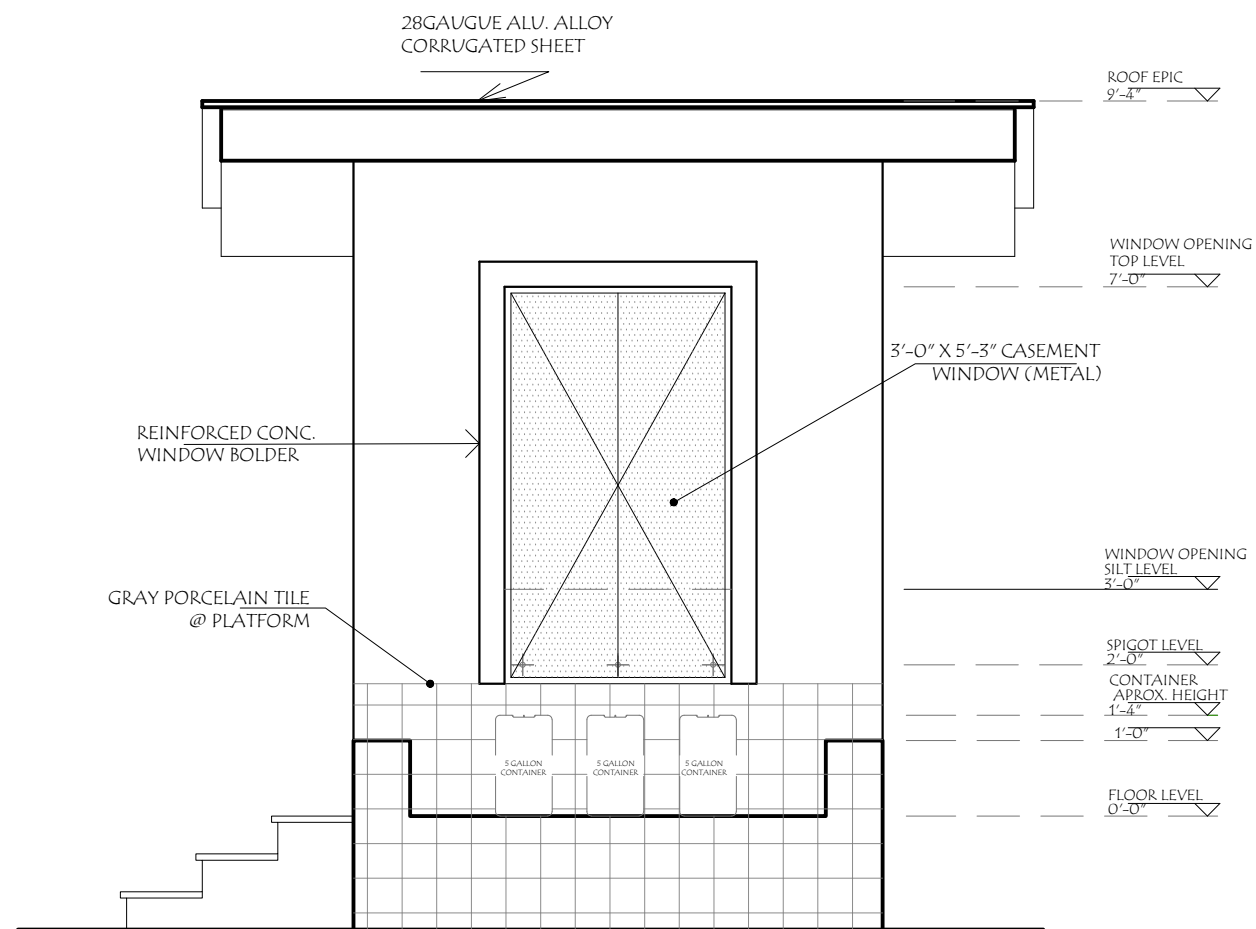 28GAUGUE ALU. ALLOY
CORRUGATED SHEET
ROOF EPIC
9'-4"
WINDOW OPENING
TOP LEVEL
7'-0"
3'-0" X 5'-3" CASEMENT
WINDOW (METAL)
REINFORCED CONC.
WINDOW BOLDER
WINDOW OPENING
SILT LEVEL
3'-0"
GRAY PORCELAIN TILE
@ PLATFORM
SPIGOT LEVEL
2'-0"
CONTAINER
APROX. HEIGHT
1'-4"
1'-0"
5 GALLON
CONTAINER
5 GALLON
CONTAINER
5 GALLON
CONTAINER
FLOOR LEVEL
0'-0"